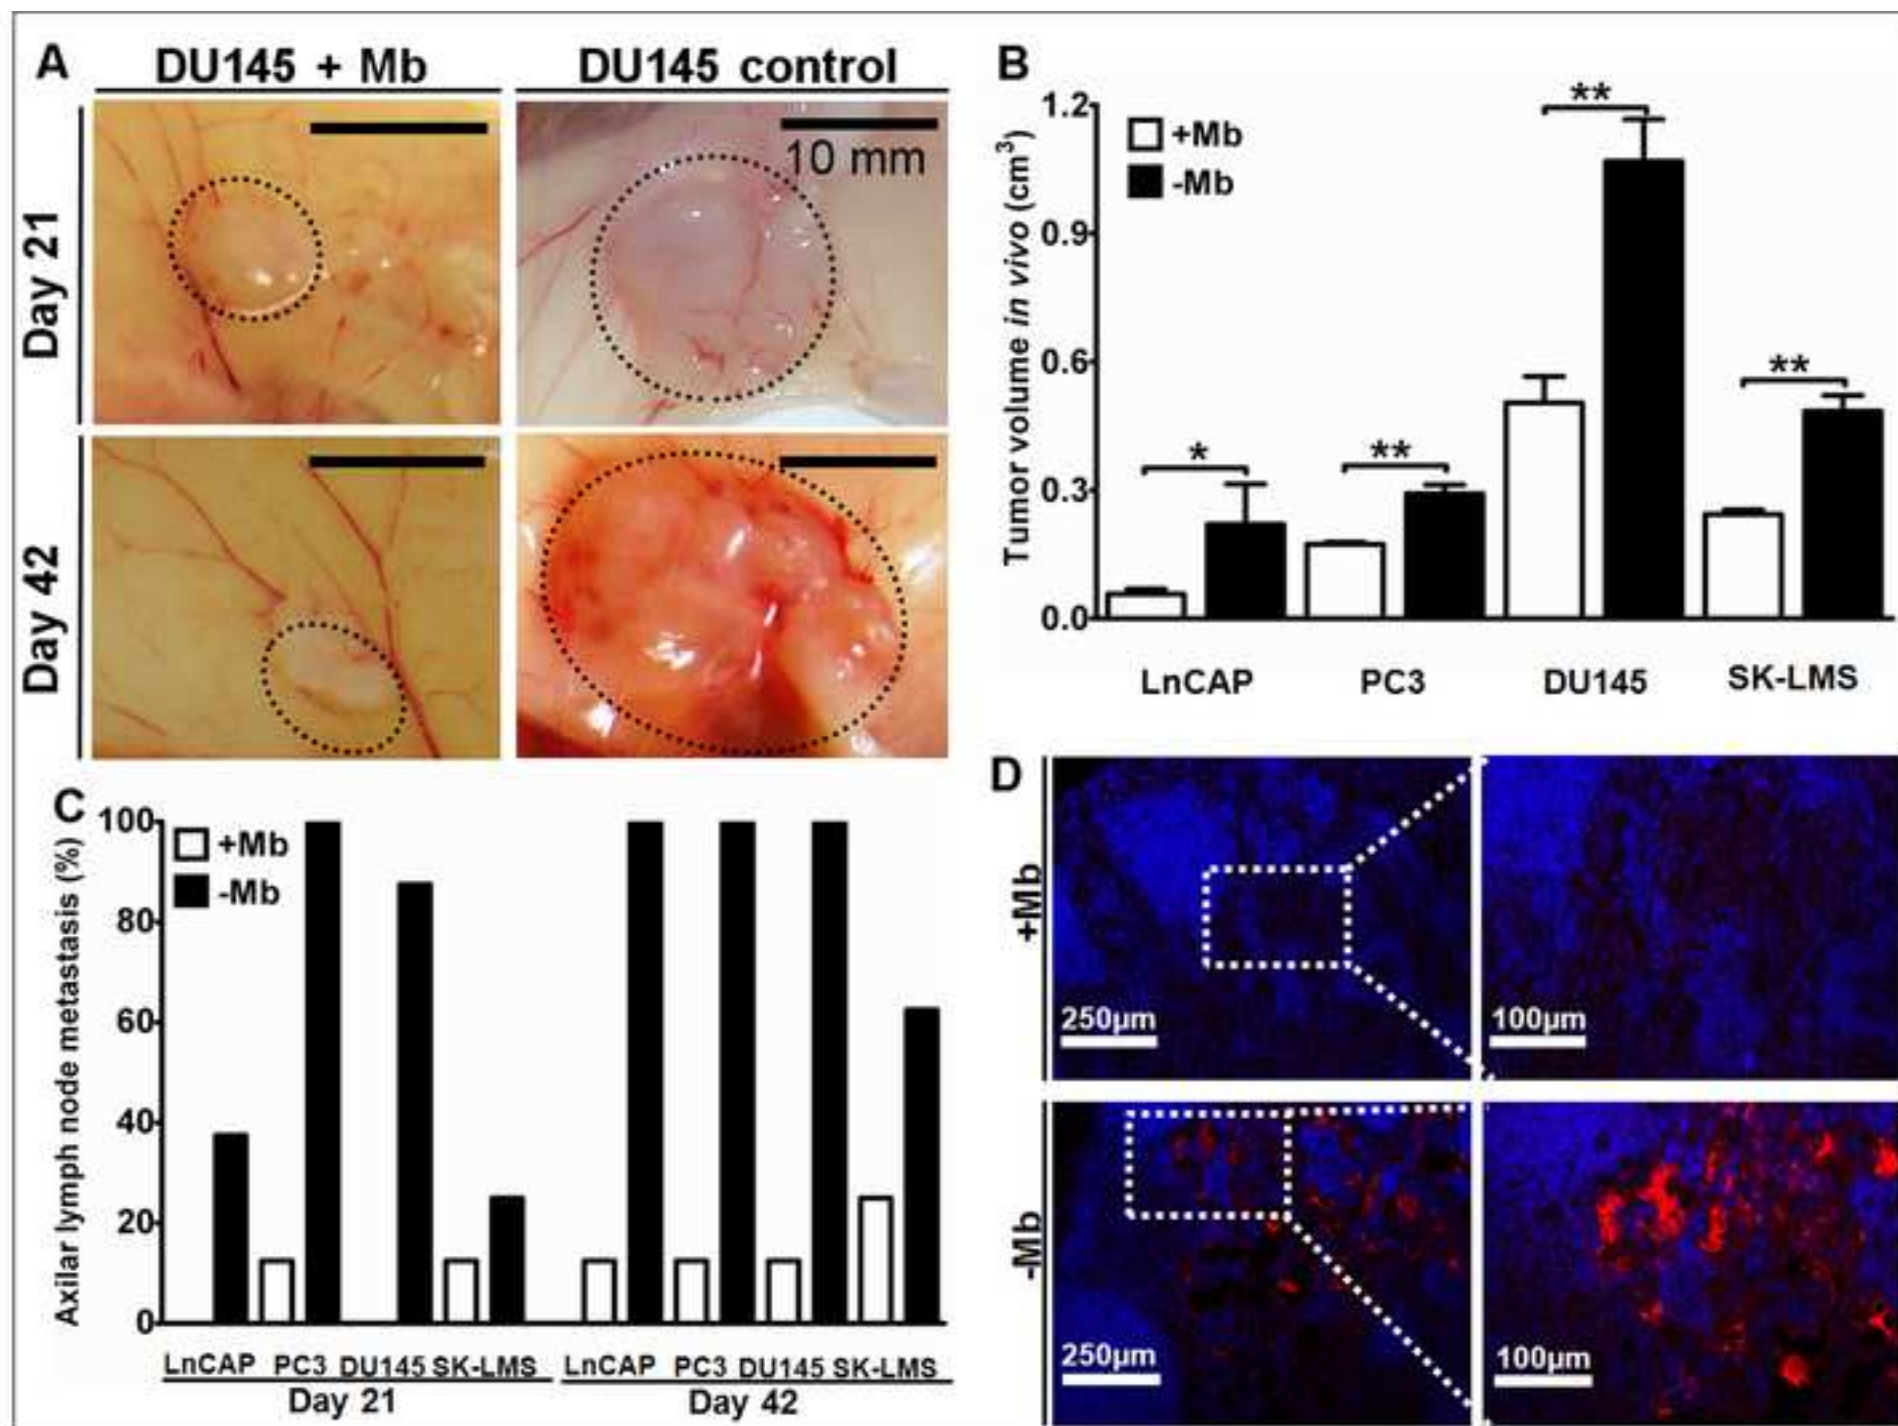 A
DU145 + Mb
DU145 control
Day 21
10 mm
Day 42
B
Tumor volume in vivo (cm³)
1.2
0.9
0.6
0.3
0.0
+Mb
-Mb
*
**
**
**
LnCAP
PC3
DU145
SK-LMS
C
Axilar lymph node metastasis (%)
100
80
60
40
20
0
+Mb
-Mb
LnCAP PC3 DU145 SK-LMS LnCAP PC3 DU145 SK-LMS
Day 21
Day 42
D
+Mb
250µm
100µm
-Mb
250µm
100µm